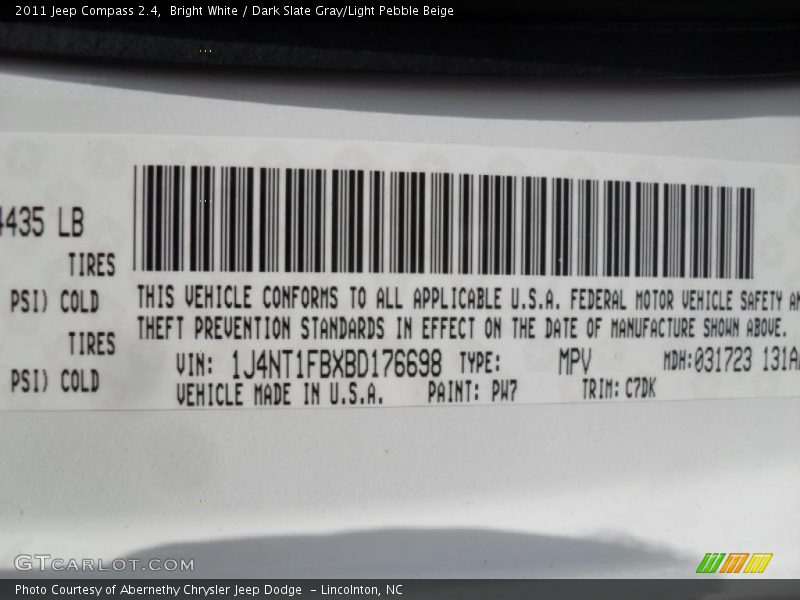 2011 Jeep Compass 2.4, Bright White / Dark Slate Gray/Light Pebble Beige
4435 LB
TIRES
PSI) COLD
TIRES
PSI) COLD
THIS VEHICLE CONFORMS TO ALL APPLICABLE U.S.A. FEDERAL MOTOR VEHICLE SAFETY AN
THEFT PREVENTION STANDARDS IN EFFECT ON THE DATE OF MANUFACTURE SHOWN ABOVE.
VIN: 1J4NT1FBXBD176698 TYPE: MPV MDH: 031723 131A
VEHICLE MADE IN U.S.A. PAINT: PW7 TRIM: C7DK
GTCARLOT.COM
Photo Courtesy of Abernethy Chrysler Jeep Dodge - Lincolnton, NC